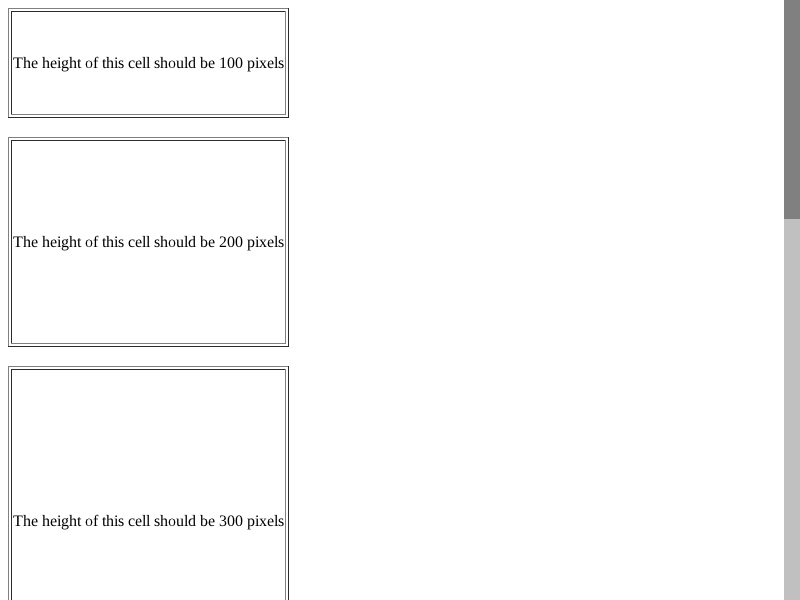 The height of this cell should be 100 pixels
The height of this cell should be 200 pixels
The height of this cell should be 300 pixels